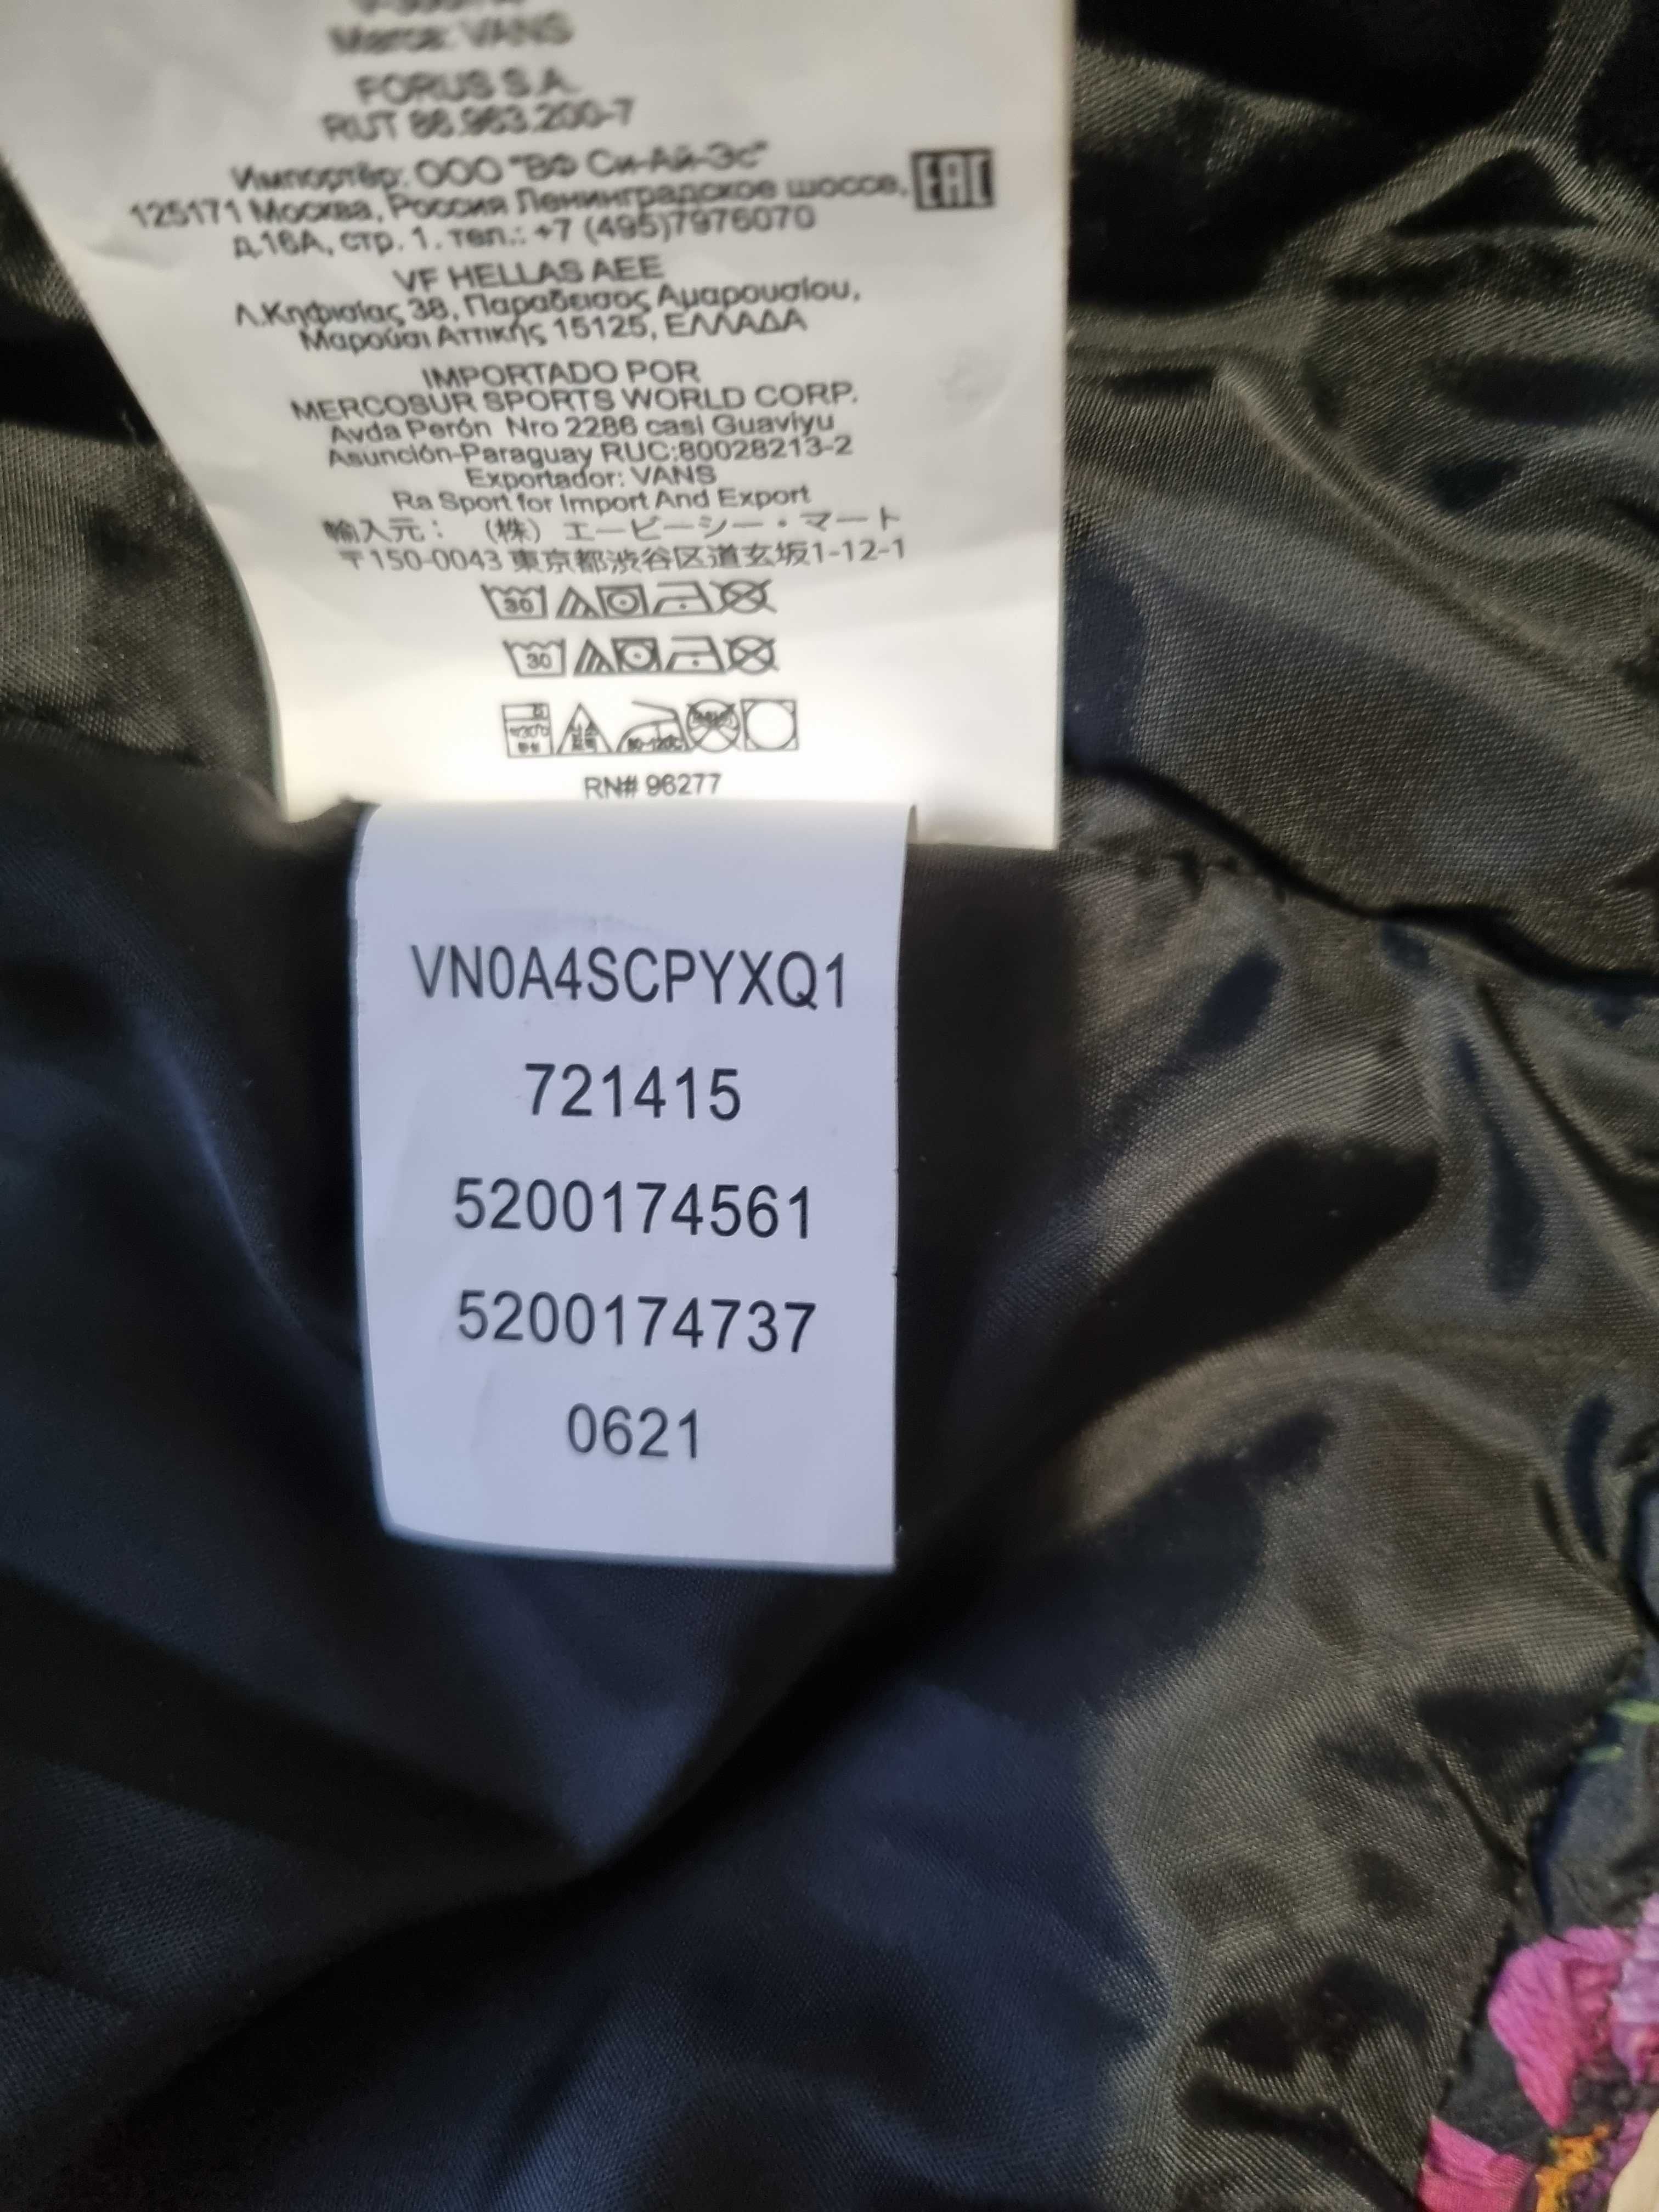 Marca: VANS
FORUS S.A.
RUT 86.963.200-7
Импортёр: ООО "ВФ Си-Ай-Эс"
125171 Москва, Россия Ленинградское шоссе,
д.16А, стр. 1. тел.: +7 (495)7976070
EAC
VF HELLAS AEE
Λ.Κηφισίας 38, Παράδεισος Αμαρουσίου,
Μαρούσι Αττικής 15125, ΕΛΛΑΔΑ
IMPORTADO POR
MERCOSUR SPORTS WORLD CORP.
Avda Perón Nro 2286 casi Guaviyu
Asunción-Paraguay RUC:80028213-2
Exportador: VANS
Ra Sport for Import And Export
輸入元： （株）エービーシー・マート
〒150-0043 東京都渋谷区道玄坂1-12-1
30
30
80-120C
RN# 96277
VN0A4SCPYXQ1
721415
5200174561
5200174737
0621